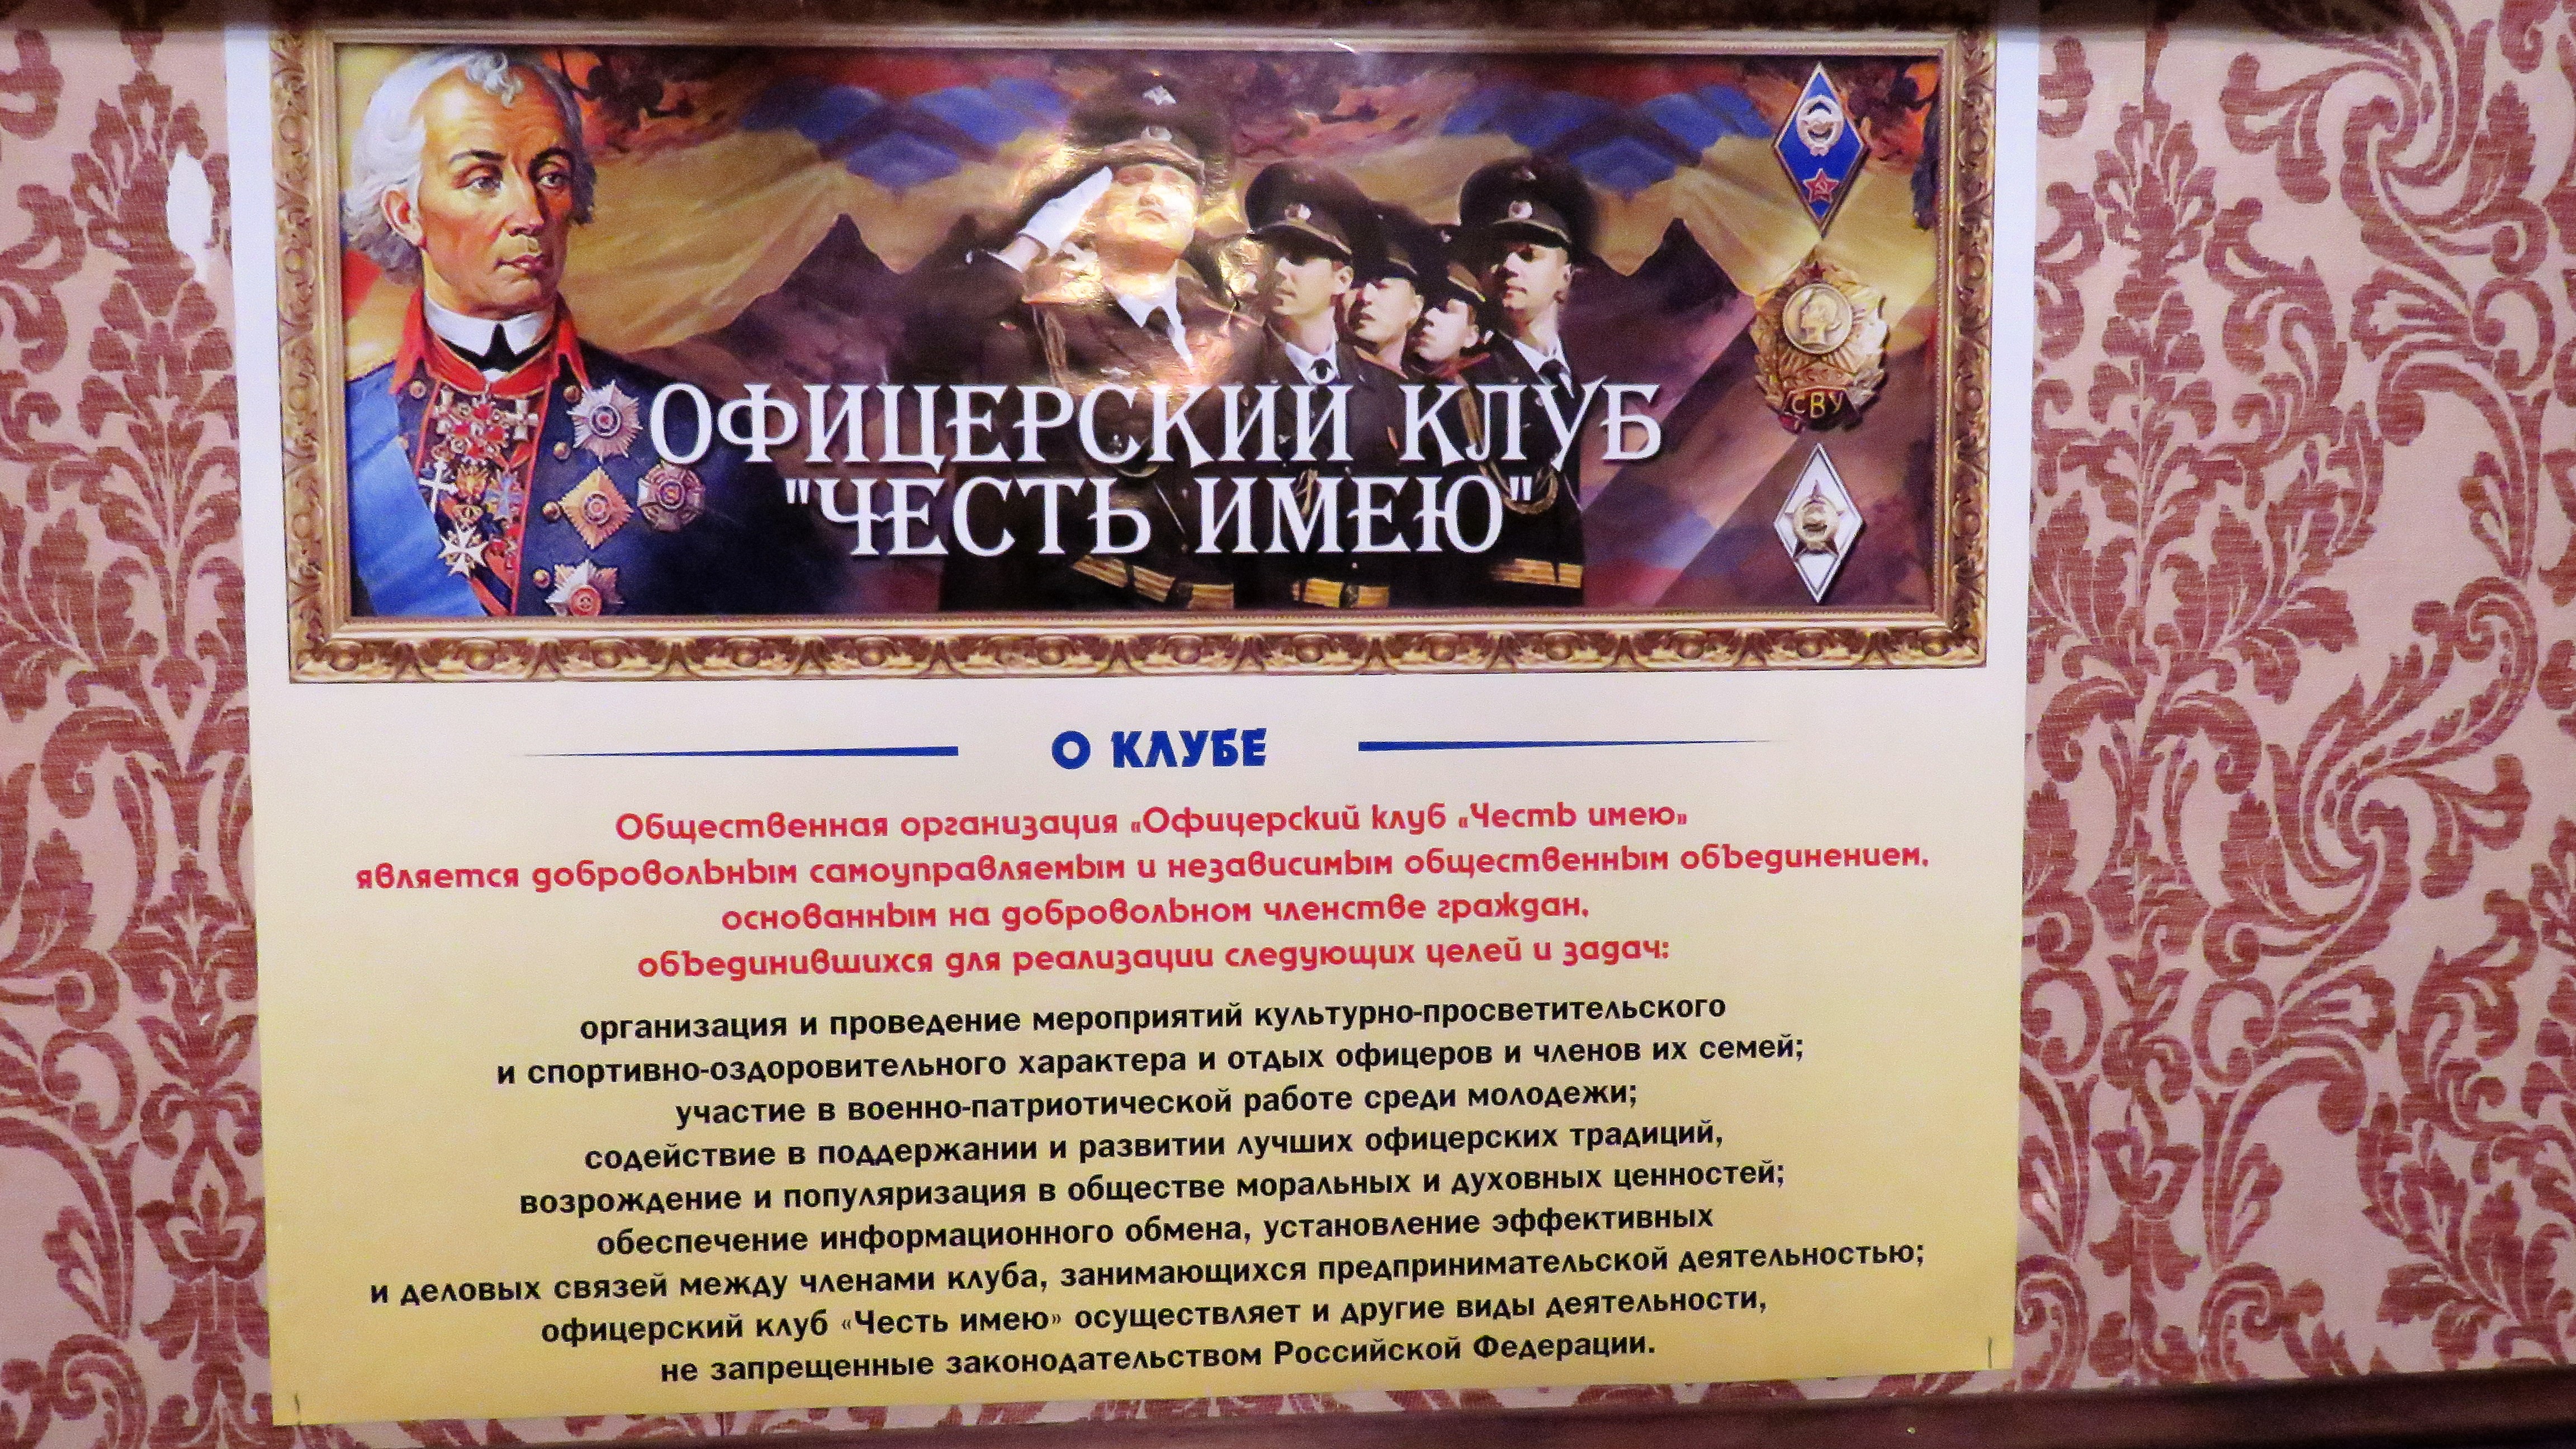 ОФИЦЕРСКИЙ КЛУБ
"ЧЕСТЬ ИМЕЮ"
СВУ
О КЛУБЕ
Общественная организация «Офицерский клуб «Честь имею»
является добровольным самоуправляемым и независимым общественным объединением,
основанным на добровольном членстве граждан,
объединившихся для реализации следующих целей и задач:
организация и проведение мероприятий культурно-просветительского
и спортивно-оздоровительного характера и отдых офицеров и членов их семей;
участие в военно-патриотической работе среди молодежи;
содействие в поддержании и развитии лучших офицерских традиций,
возрождение и популяризация в обществе моральных и духовных ценностей;
обеспечение информационного обмена, установление эффективных
и деловых связей между членами клуба, занимающихся предпринимательской деятельностью;
офицерский клуб «Честь имею» осуществляет и другие виды деятельности,
не запрещенные законодательством Российской Федерации.